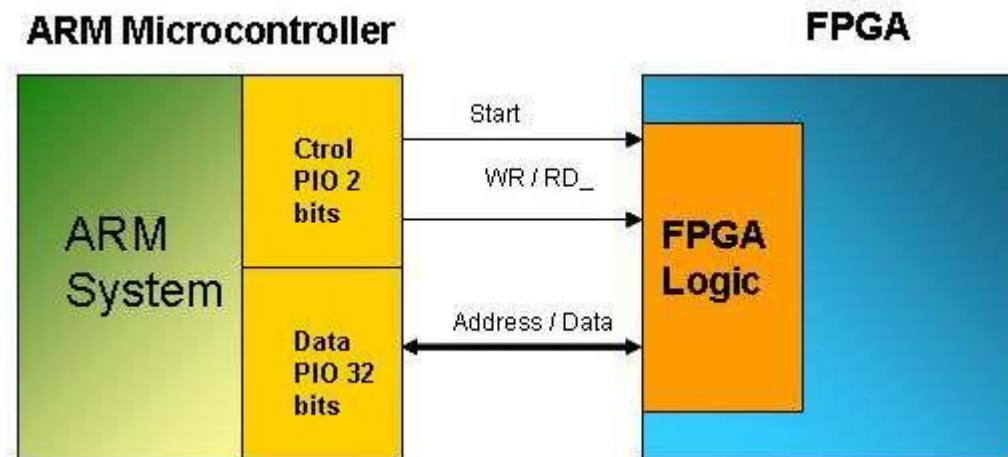 ARM Microcontroller
FPGA
Ctrol
PIO 2
bits
Start
WR / RD_
ARM
System
FPGA
Logic
Data
PIO 32
bits
Address / Data